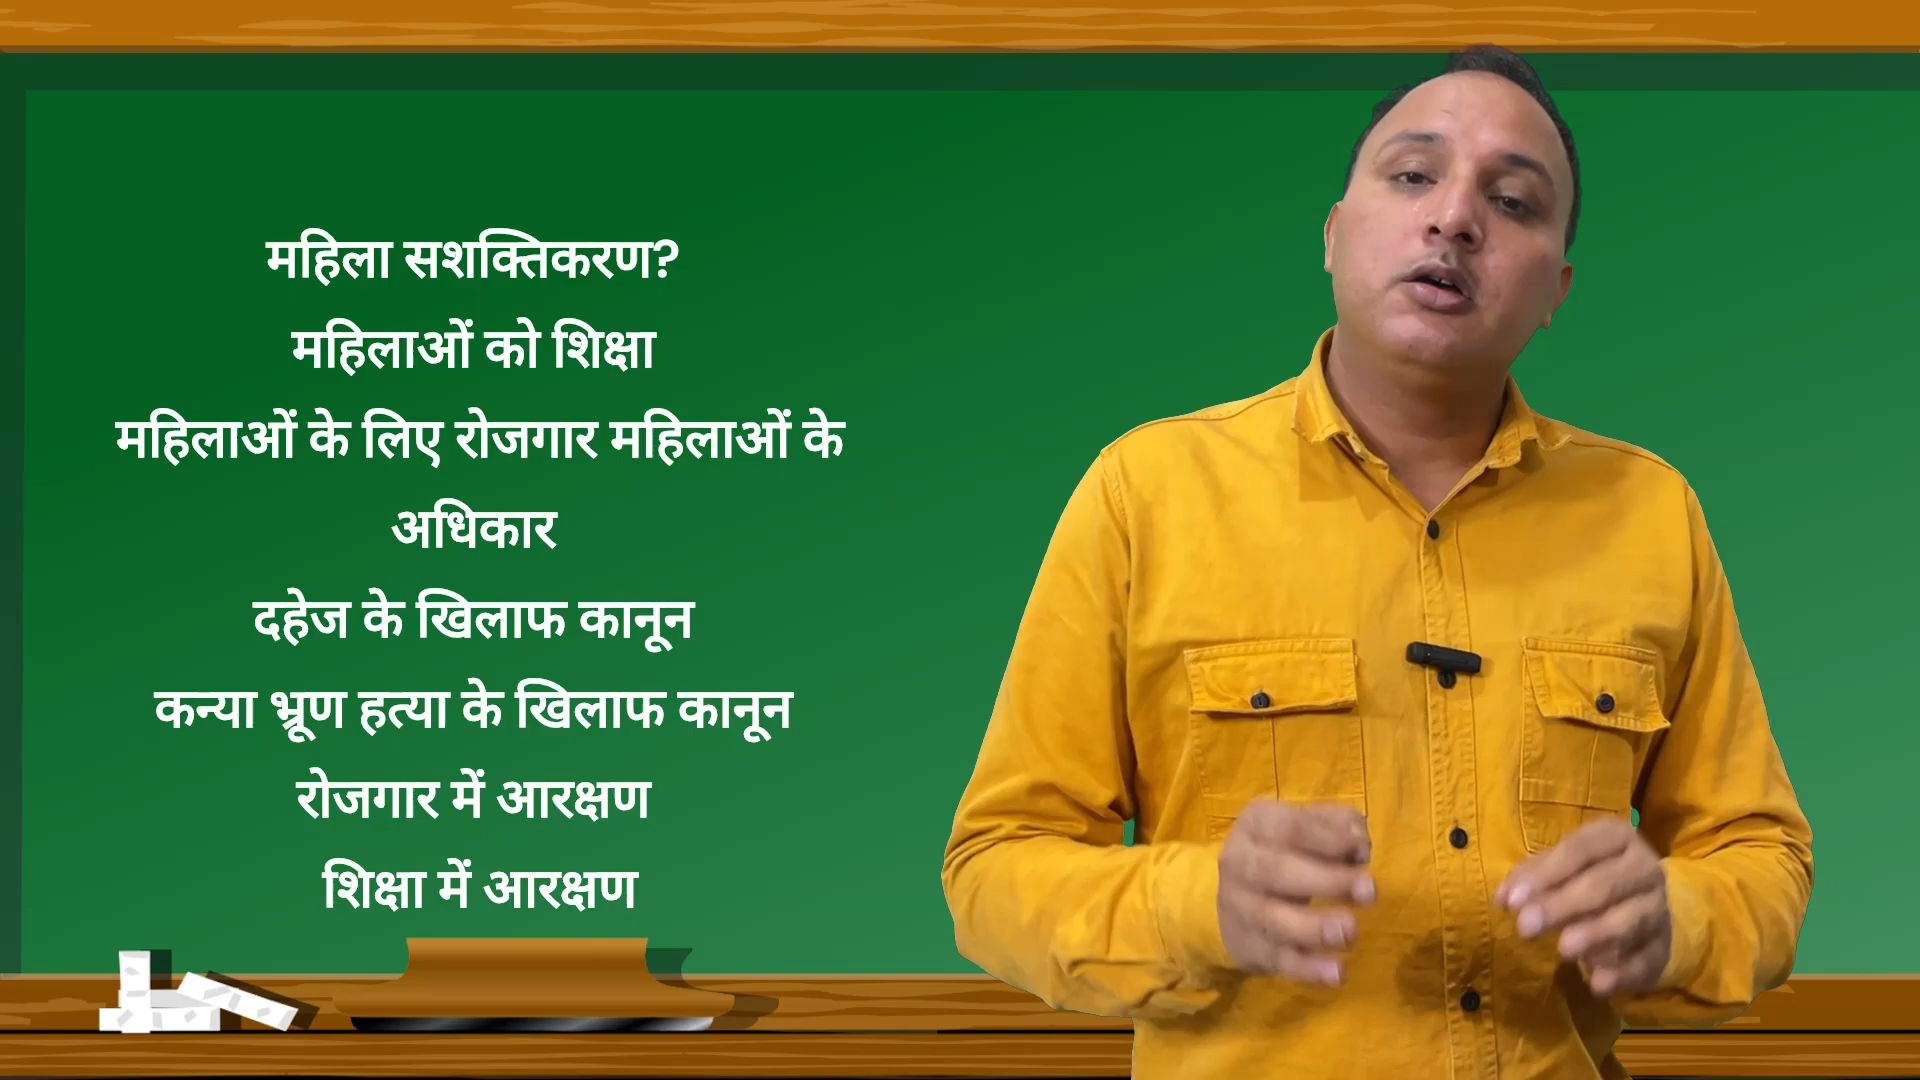 महिला सशक्तिकरण?
महिलाओं को शिक्षा
महिलाओं के लिए रोजगार महिलाओं के
अधिकार
दहेज के खिलाफ कानून
कन्या भ्रूण हत्या के खिलाफ कानून
रोजगार में आरक्षण
शिक्षा में आरक्षण